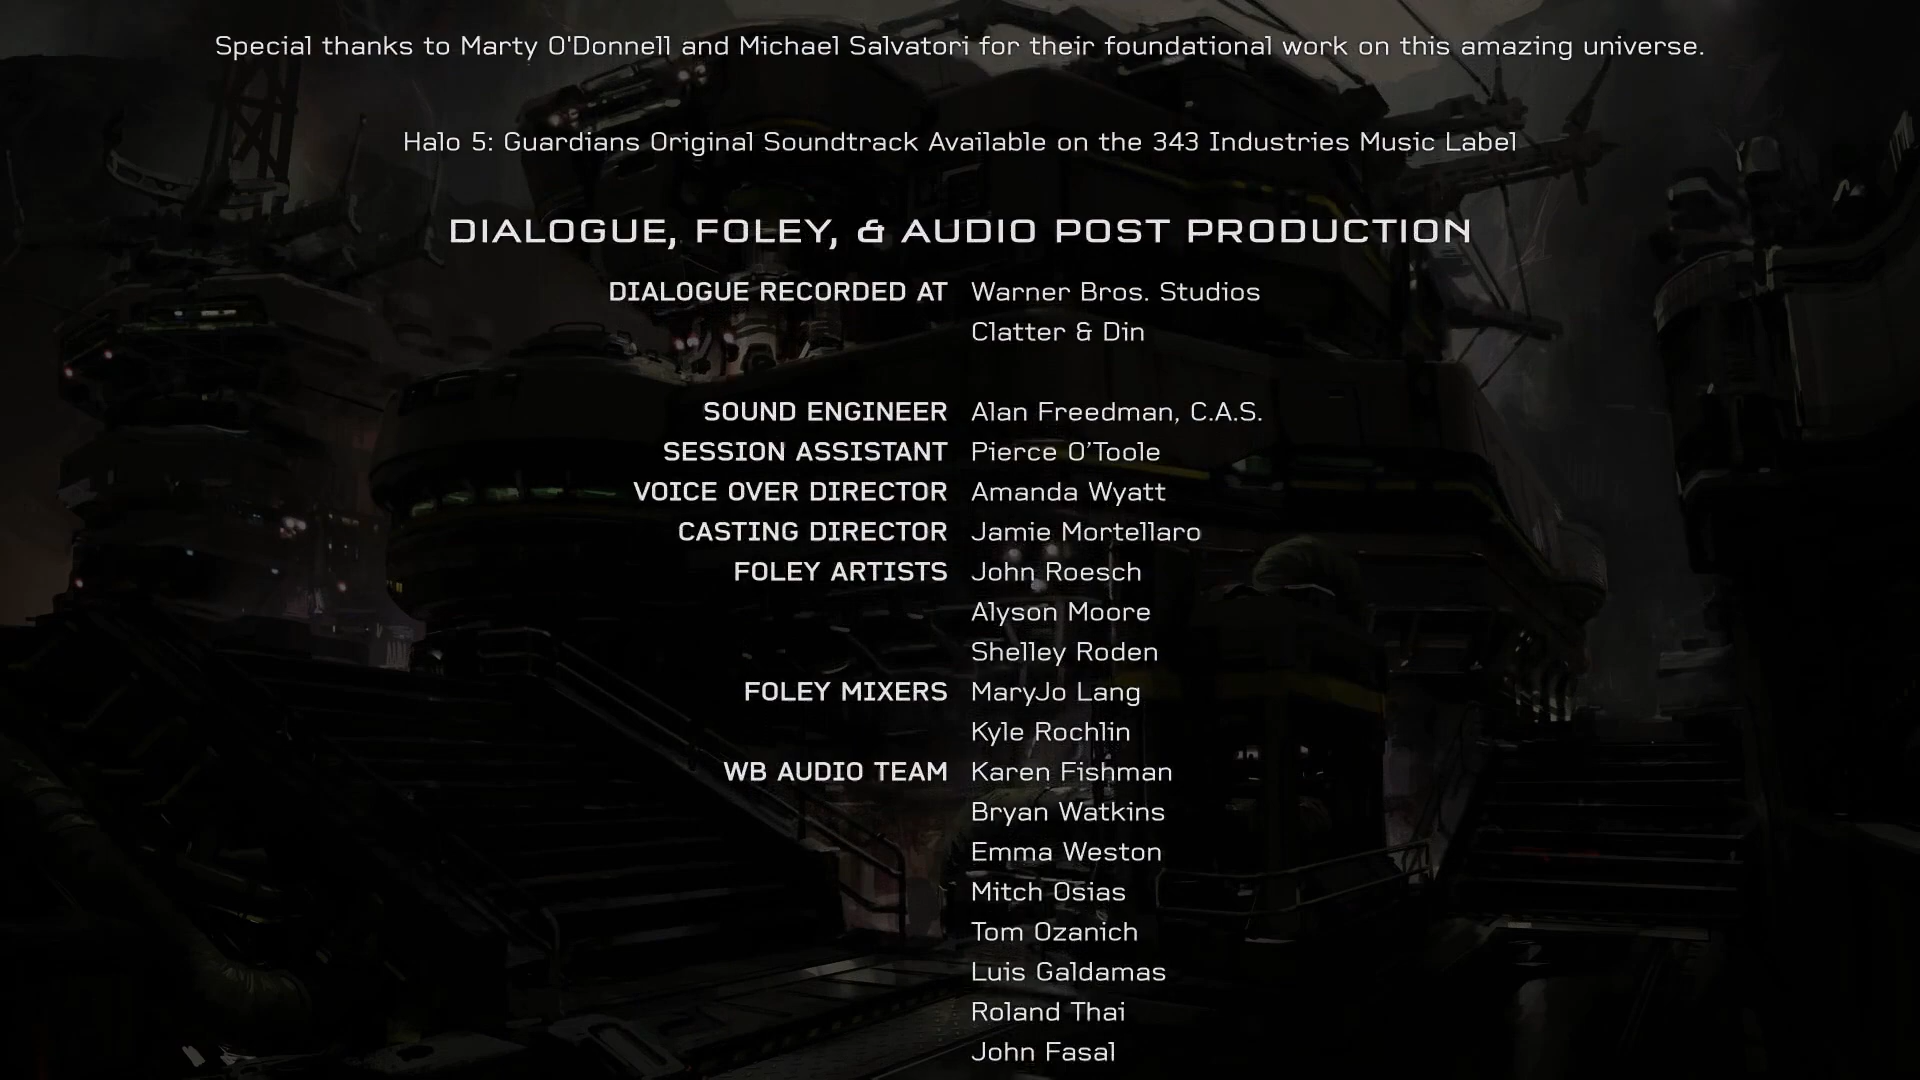 Special thanks to Marty O'Donnell and Michael Salvatori for their foundational work on this amazing universe.
Halo 5: Guardians Original Soundtrack Available on the 343 Industries Music Label
DIALOGUE, FOLEY, & AUDIO POST PRODUCTION
DIALOGUE RECORDED AT Warner Bros. Studios
Clatter & Din
SOUND ENGINEER Alan Freedman, C.A.S.
SESSION ASSISTANT Pierce O’Toole
VOICE OVER DIRECTOR Amanda Wyatt
CASTING DIRECTOR Jamie Mortellaro
FOLEY ARTISTS John Roesch
Alyson Moore
Shelley Roden
FOLEY MIXERS MaryJo Lang
Kyle Rochlin
WB AUDIO TEAM Karen Fishman
Bryan Watkins
Emma Weston
Mitch Osias
Tom Ozanich
Luis Galdamas
Roland Thai
John Fasal